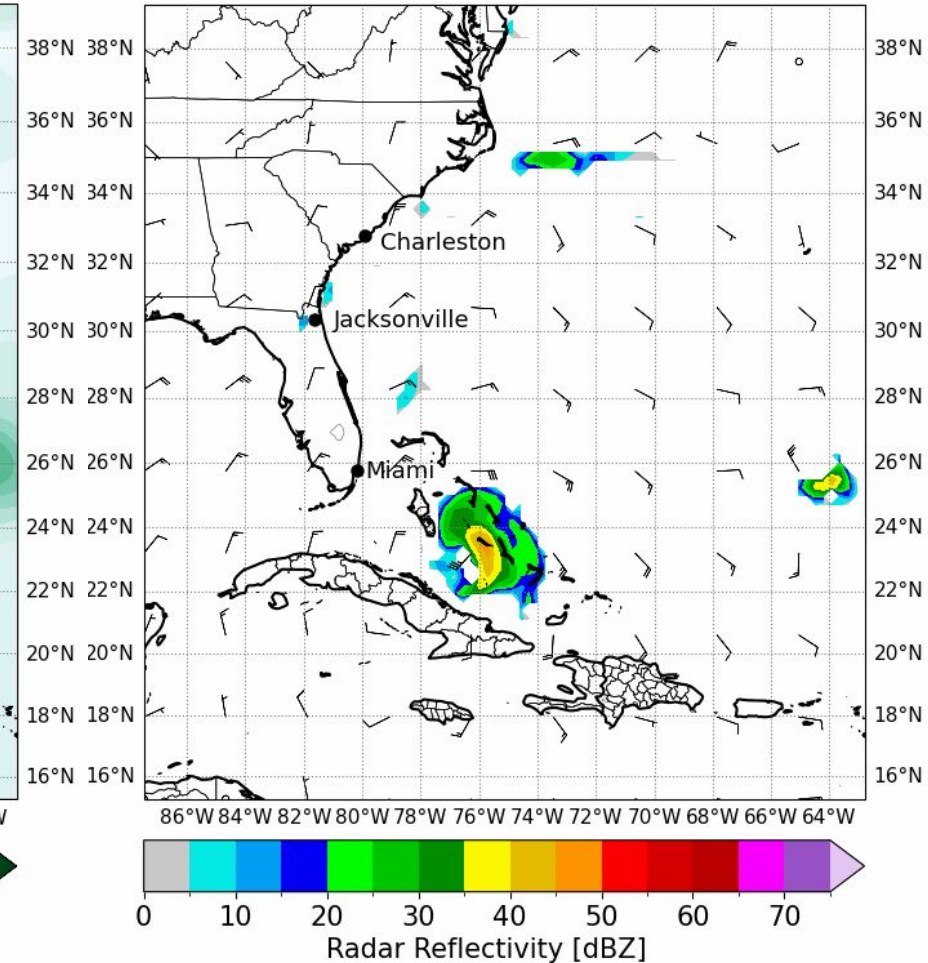 38°N 38°N 38°N
36°N 36°N 36°N
34°N 34°N 34°N
Charleston
32°N 32°N 32°N
Jacksonville
30°N 30°N 30°N
28°N 28°N 28°N
26°N 26°N Miami 26°N
24°N 24°N 24°N
22°N 22°N 22°N
20°N 20°N 20°N
18°N 18°N 18°N
16°N 16°N 16°N
86°W 84°W 82°W 80°W 78°W 76°W 74°W 72°W 70°W 68°W 66°W 64°W
0 10 20 30 40 50 60 70
Radar Reflectivity [dBZ]